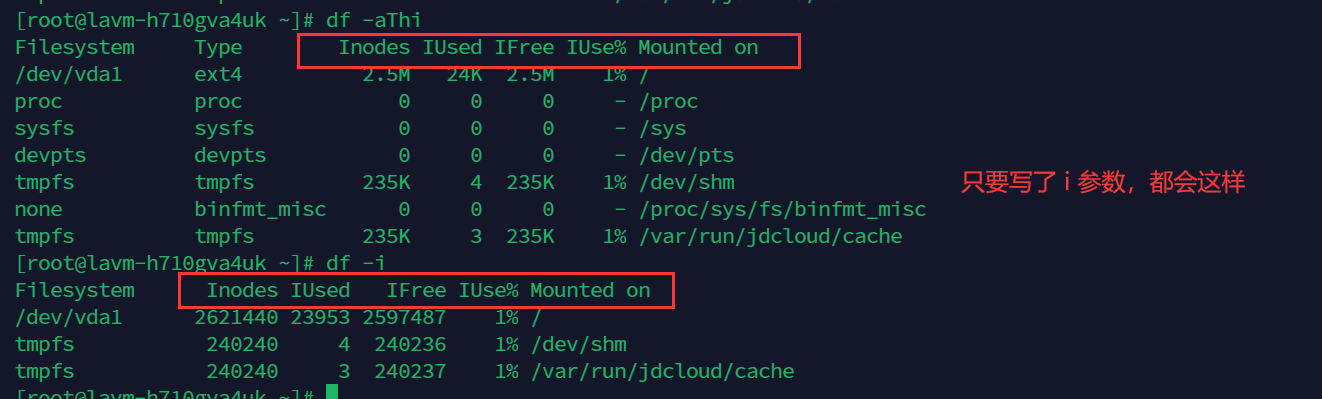 [root@lavm-h710gva4uk ~]# df -aThi
Filesystem     Type         Inodes IUsed IFree IUse% Mounted on
/dev/vda1      ext4           2.5M   24K  2.5M    1% /
proc           proc              0     0     0     - /proc
sysfs          sysfs             0     0     0     - /sys
devpts         devpts            0     0     0     - /dev/pts
tmpfs          tmpfs          235K     4  235K    1% /dev/shm
只要写了 i 参数，都会这样
none           binfmt_misc       0     0     0     - /proc/sys/fs/binfmt_misc
tmpfs          tmpfs          235K     3  235K    1% /var/run/jdcloud/cache
[root@lavm-h710gva4uk ~]# df -i
Filesystem      Inodes IUsed   IFree IUse% Mounted on
/dev/vda1      2621440 23953 2597487    1% /
tmpfs           240240     4  240236    1% /dev/shm
tmpfs           240240     3  240237    1% /var/run/jdcloud/cache
[root@lavm-h710gva4uk ~]#